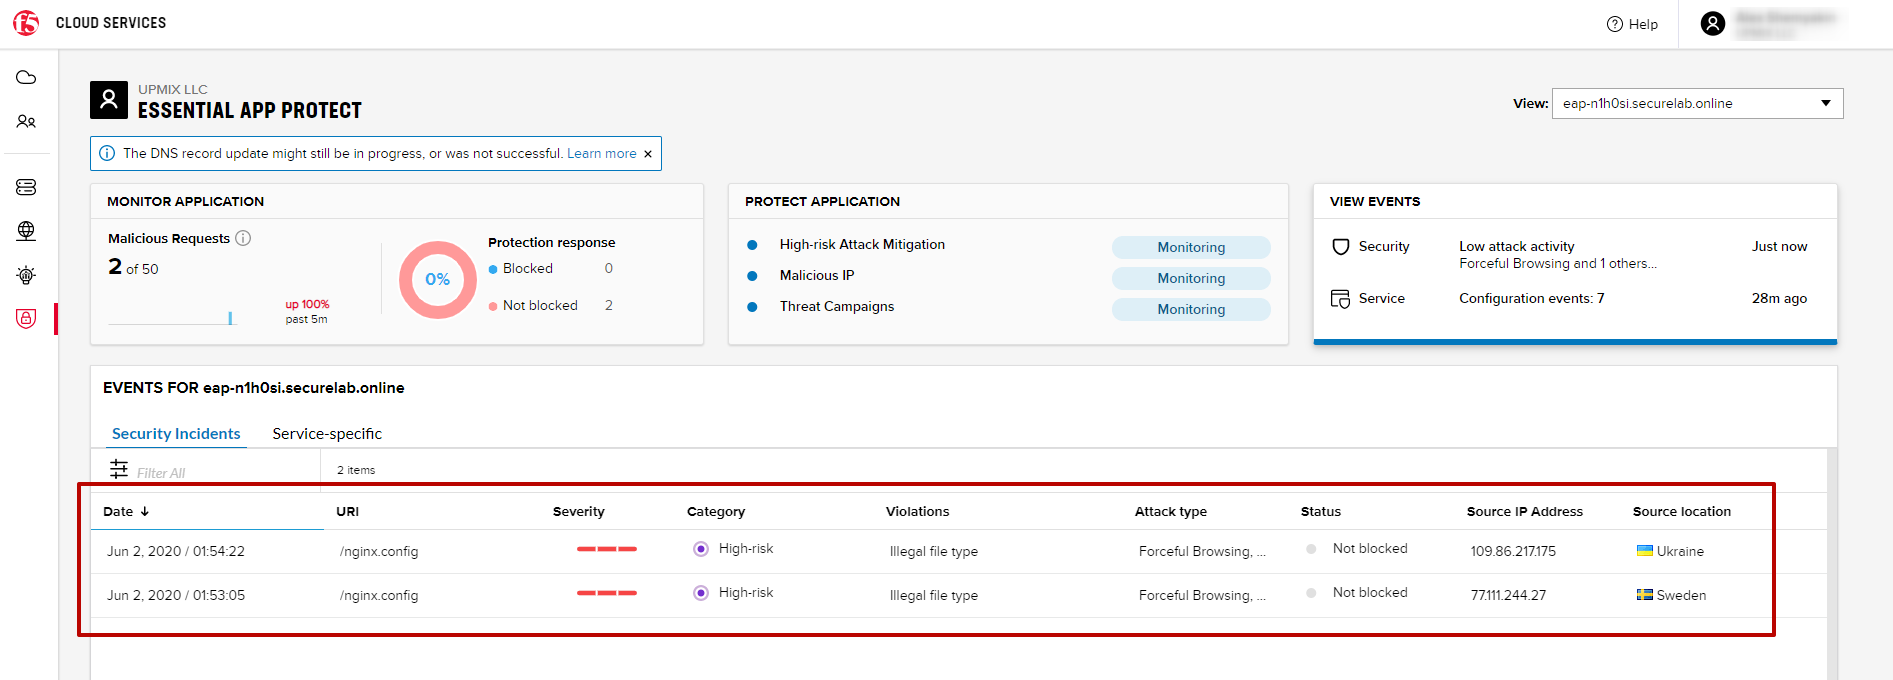 f5 CLOUD SERVICES
Help
UPMIX LLC
ESSENTIAL APP PROTECT
View: eap-n1h0si.securelab.online
The DNS record update might still be in progress, or was not successful. Learn more ×
MONITOR APPLICATION
Malicious Requests
2 of 50
up 100%
past 5m
0%
Protection response
Blocked 0
Not blocked 2
PROTECT APPLICATION
High-risk Attack Mitigation Monitoring
Malicious IP Monitoring
Threat Campaigns Monitoring
VIEW EVENTS
Security Low attack activity Just now
Forceful Browsing and 1 others...
Service Configuration events: 7 28m ago
EVENTS FOR eap-n1h0si.securelab.online
Security Incidents Service-specific
Filter All 2 items
Date ↓ URI Severity Category Violations Attack type Status Source IP Address Source location
Jun 2, 2020 / 01:54:22 /nginx.config High-risk Illegal file type Forceful Browsing, ... Not blocked 109.86.217.175 Ukraine
Jun 2, 2020 / 01:53:05 /nginx.config High-risk Illegal file type Forceful Browsing, ... Not blocked 77.111.244.27 Sweden